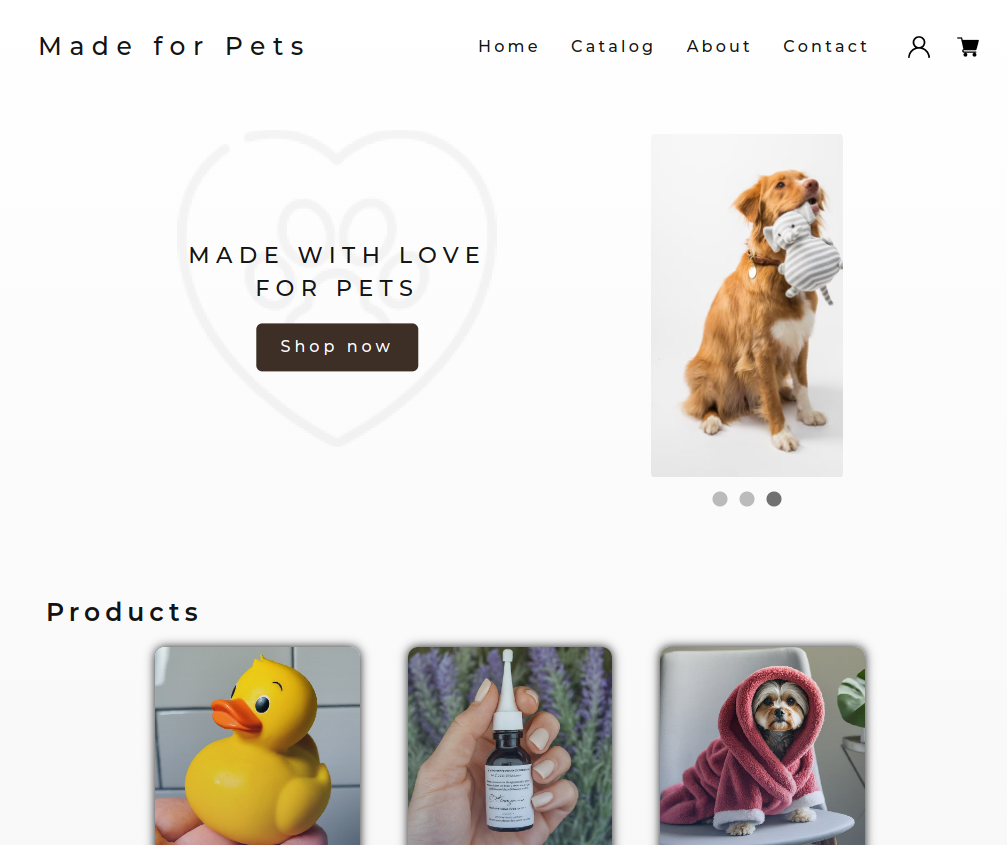 Made for Pets
Home Catalog About Contact
MADE WITH LOVE
FOR PETS
Shop now
Products